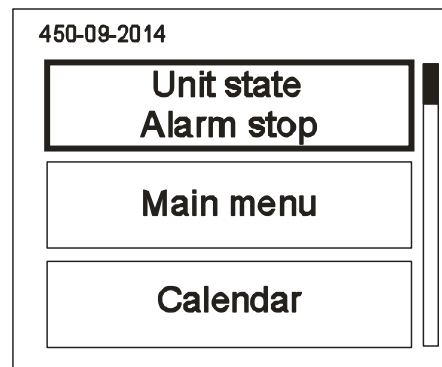 450-09-2014
Unit state
Alarm stop
Main menu
Calendar